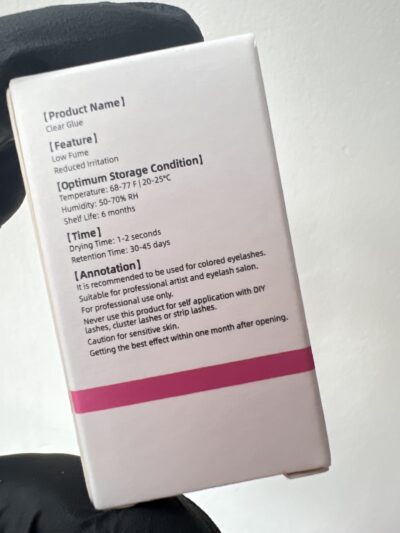 [Product Name]
Clear Glue
[Feature]
Low Fume
Reduced Irritation
[Optimum Storage Condition]
Temperature: 68-77 F | 20-25°C
Humidity: 50-70% RH
Shelf Life: 6 months
[Time]
Drying Time: 1-2 seconds
Retention Time: 30-45 days
[Annotation]
It is recommended to be used for colored eyelashes.
Suitable for professional artist and eyelash salon.
For professional use only.
Never use this product for self application with DIY
lashes, cluster lashes or strip lashes.
Caution for sensitive skin.
Getting the best effect within one month after opening.